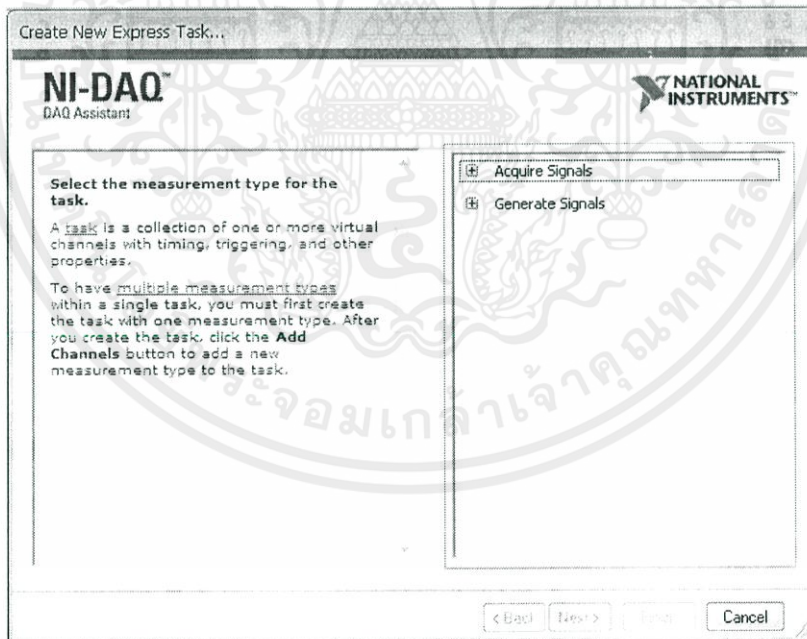 Create New Express Task...
NI-DAQ™
DAQ Assistant
NATIONAL
INSTRUMENTS™
Select the measurement type for the
task.
A task is a collection of one or more virtual
channels with timing, triggering, and other
properties.
To have multiple measurement types
within a single task, you must first create
the task with one measurement type. After
you create the task, click the Add
Channels button to add a new
measurement type to the task.
Acquire Signals
Generate Signals
< Back
Next >
Cancel